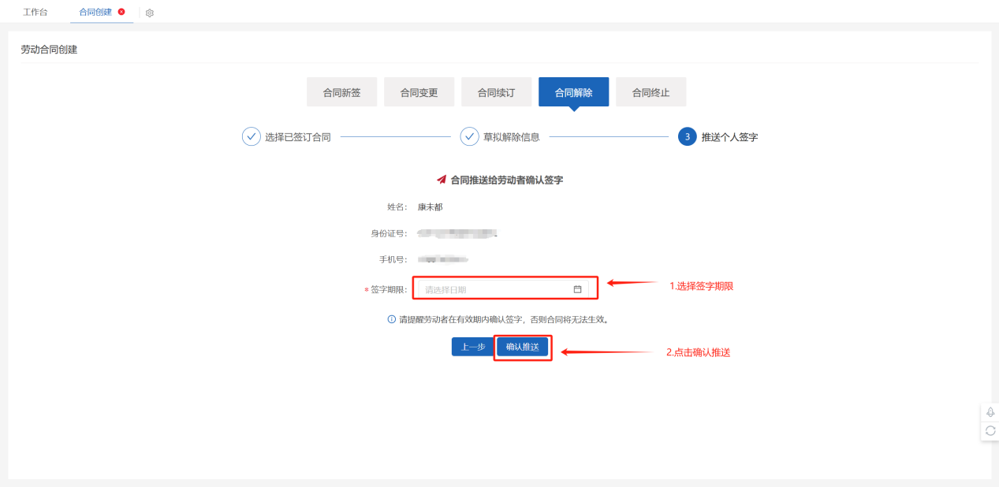 工作台 合同创建
劳动合同创建
合同新签 合同变更 合同续订 合同解除 合同终止
选择已签订合同 草拟解除信息 3 推送个人签字
合同推送给劳动者确认签字
姓名： 康未都
身份证号：
手机号：
* 签字期限： 请选择日期
1.选择签字期限
请提醒劳动者在有效期内确认签字，否则合同将无法生效。
上一步 确认推送
2.点击确认推送